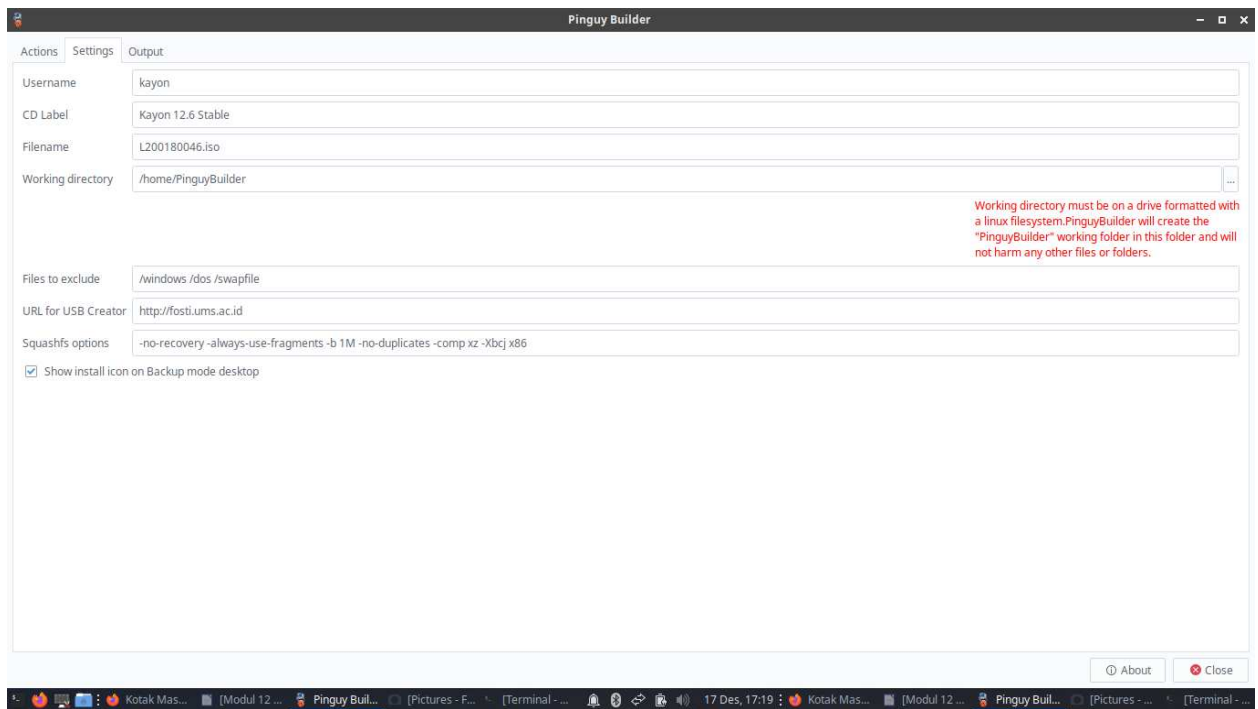 Pinguy Builder
Actions Settings Output
Username kayon
CD Label Kayon 12.6 Stable
Filename L200180046.iso
Working directory /home/PinguyBuilder ...
Working directory must be on a drive formatted with
a linux filesystem.PinguyBuilder will create the
"PinguyBuilder" working folder in this folder and will
not harm any other files or folders.
Files to exclude /windows /dos /swapfile
URL for USB Creator http://fosti.ums.ac.id
Squashfs options -no-recovery -always-use-fragments -b 1M -no-duplicates -comp xz -Xbcj x86
Show install icon on Backup mode desktop
About Close
Kotak Mas... [Modul 12 ... Pinguy Buil... [Pictures - F... [Terminal - ... 17 Des, 17:19 Kotak Mas... [Modul 12 ... Pinguy Buil... [Pictures - ... [Terminal - ...